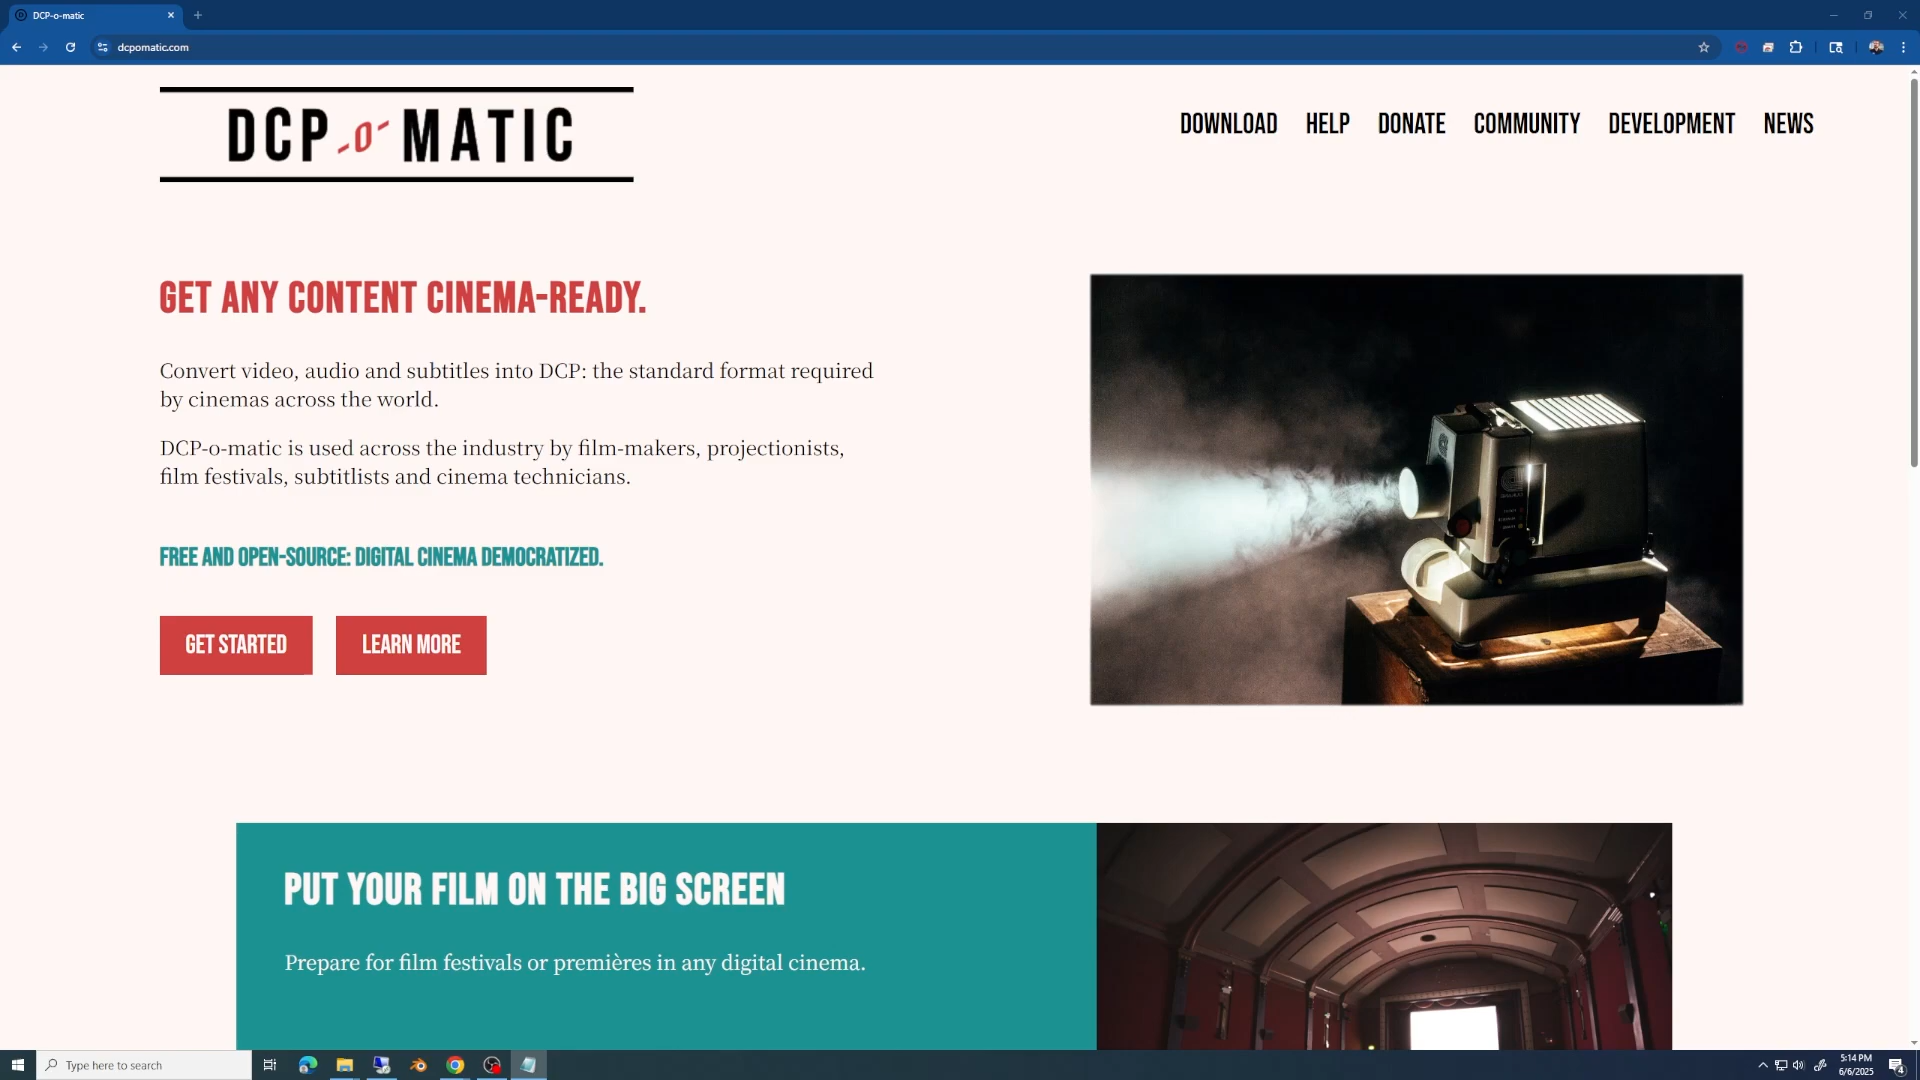 DCP-o-matic
dcpomatic.com
DCP-o-MATIC
DOWNLOAD HELP DONATE COMMUNITY DEVELOPMENT NEWS
GET ANY CONTENT CINEMA-READY.
Convert video, audio and subtitles into DCP: the standard format required
by cinemas across the world.
DCP-o-matic is used across the industry by film-makers, projectionists,
film festivals, subtitlists and cinema technicians.
FREE AND OPEN-SOURCE: DIGITAL CINEMA DEMOCRATIZED.
GET STARTED LEARN MORE
PUT YOUR FILM ON THE BIG SCREEN
Prepare for film festivals or premières in any digital cinema.
Type here to search
5:14 PM
6/6/2025
4